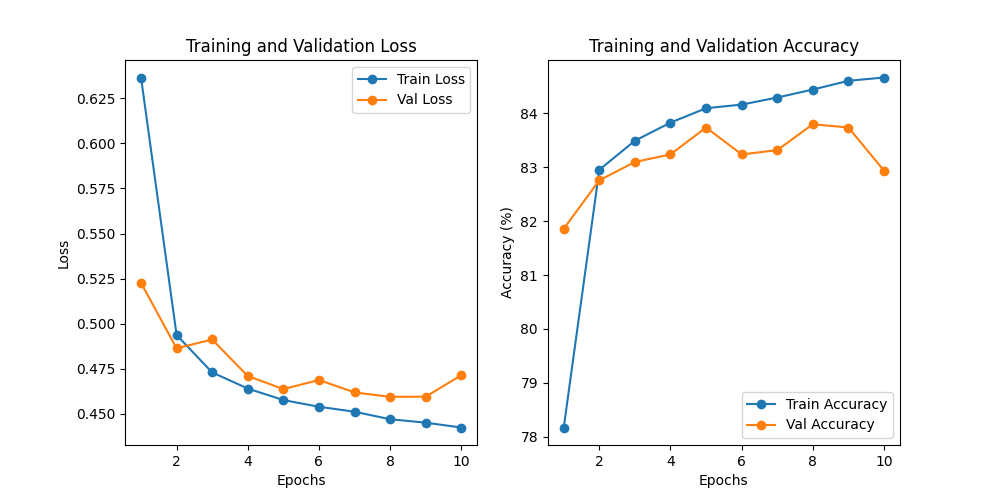 Training and Validation Loss
Train Loss
Val Loss
0.625
0.600
0.575
0.550
0.525
0.500
0.475
0.450
Loss
2 4 6 8 10
Epochs
Training and Validation Accuracy
84
83
82
81
80
79
78
Accuracy (%)
Train Accuracy
Val Accuracy
2 4 6 8 10
Epochs